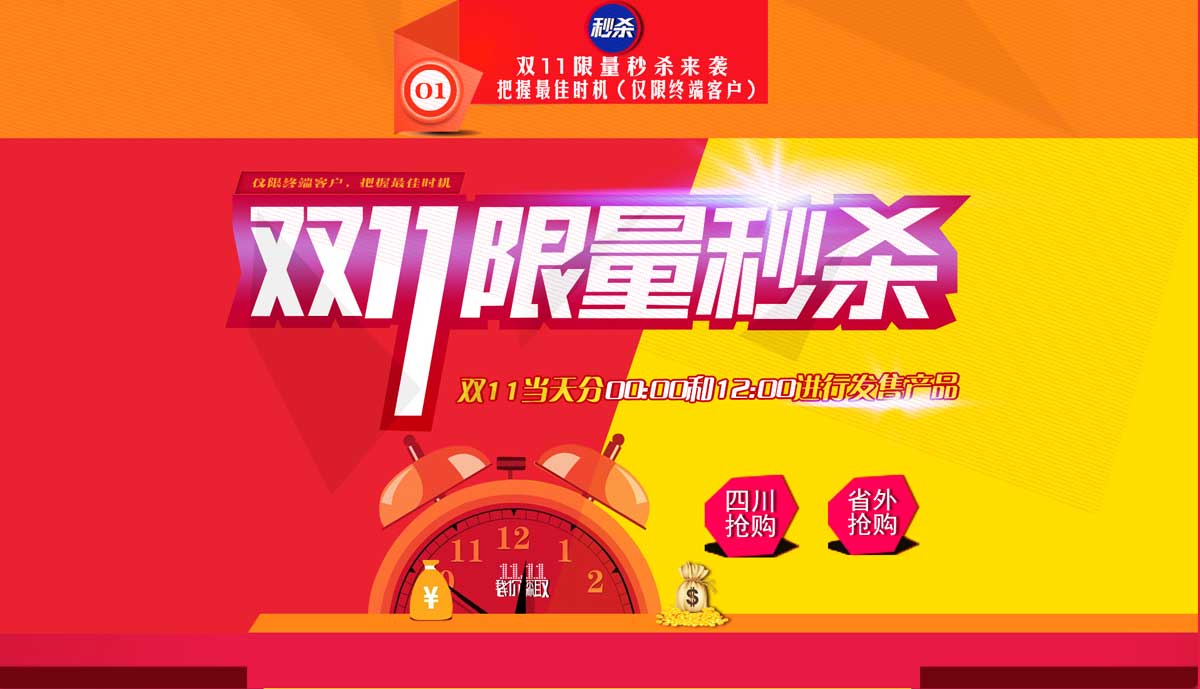 秒杀
01
双11限量秒杀来袭
把握最佳时机（仅限终端客户）
仅限终端客户，把握最佳时机
双11限量秒杀
双11当天分00:00和12:00进行发售产品
四川
抢购
省外
抢购
12
11
1
2
11.11
¥
$